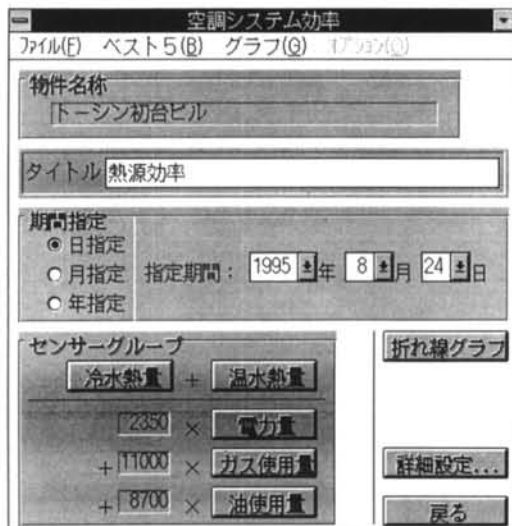 空調システム効率
ファイル(F) ベスト5(B) グラフ(G) オプション(O)
物件名称
トーシン初台ビル
タイトル 熱源効率
期間指定
日指定
月指定
年指定
指定期間： 1995 年 8 月 24 日
センサーグループ
冷水熱量 + 温水熱量
2350 × 電力量
+ 11000 × ガス使用量
+ 8700 × 油使用量
折れ線グラフ
詳細設定...
戻る